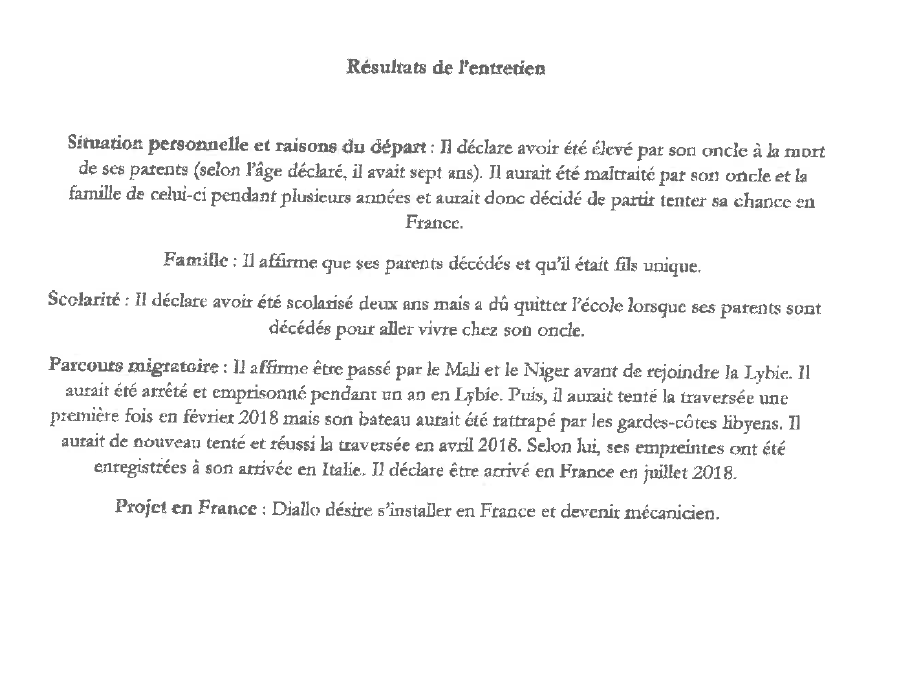 Résultats de l'entretien
Situation personnelle et raisons du départ : Il déclare avoir été élevé par son oncle à la mort
de ses parents (selon l'âge déclaré, il avait sept ans). Il aurait été maltraité par son oncle et la
famille de celui-ci pendant plusieurs années et aurait donc décidé de partir tenter sa chance en
France.
Famille : Il affirme que ses parents décédés et qu'il était fils unique.
Scolarité : Il déclare avoir été scolarisé deux ans mais a dû quitter l'école lorsque ses parents sont
décédés pour aller vivre chez son oncle.
Parcours migratoire : Il affirme être passé par le Mali et le Niger avant de rejoindre la Lybie. Il
aurait été arrêté et emprisonné pendant un an en Lybie. Puis, il aurait tenté la traversée une
première fois en février 2018 mais son bateau aurait été rattrapé par les gardes-côtes libyens. Il
aurait de nouveau tenté et réussi la traversée en avril 2018. Selon lui, ses empreintes ont été
enregistrées à son arrivée en Italie. Il déclare être arrivé en France en juillet 2018.
Projet en France : Diallo désire s'installer en France et devenir mécanicien.